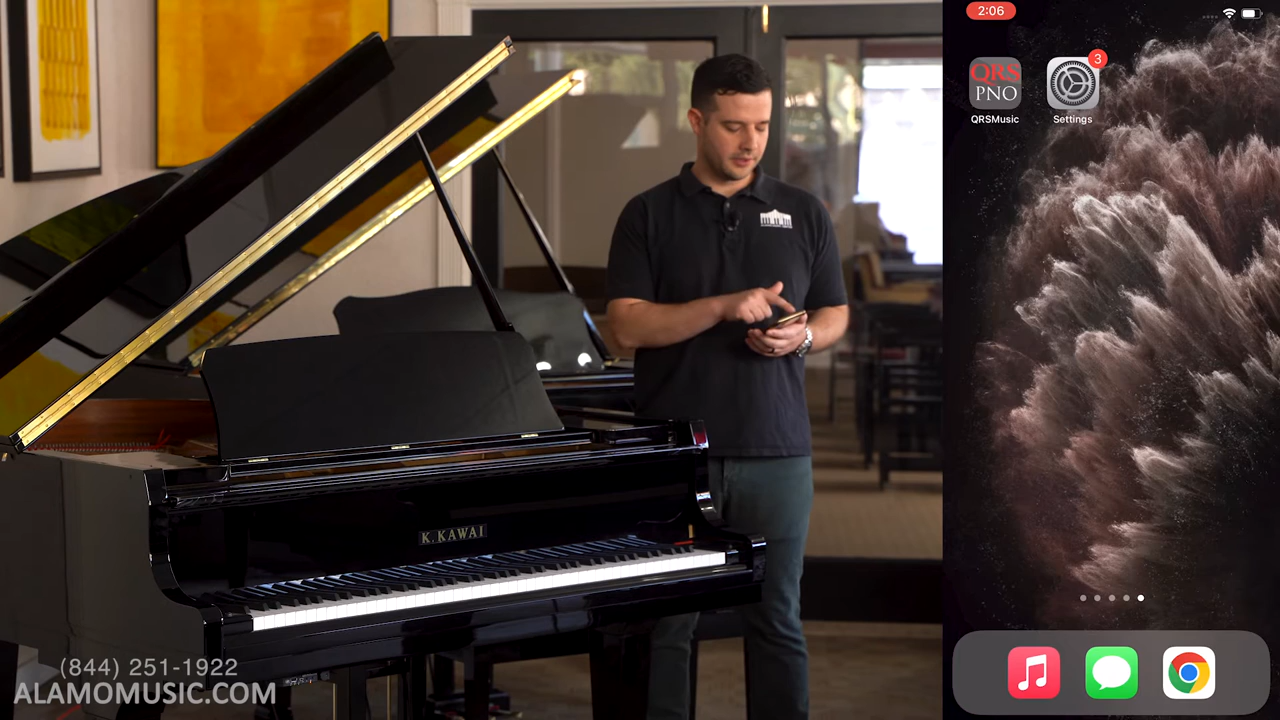 2:06
QRS
PNO
3
QRSMusic
Settings
K.KAWAI
(844) 251-1922
ALAMOMUSIC.COM